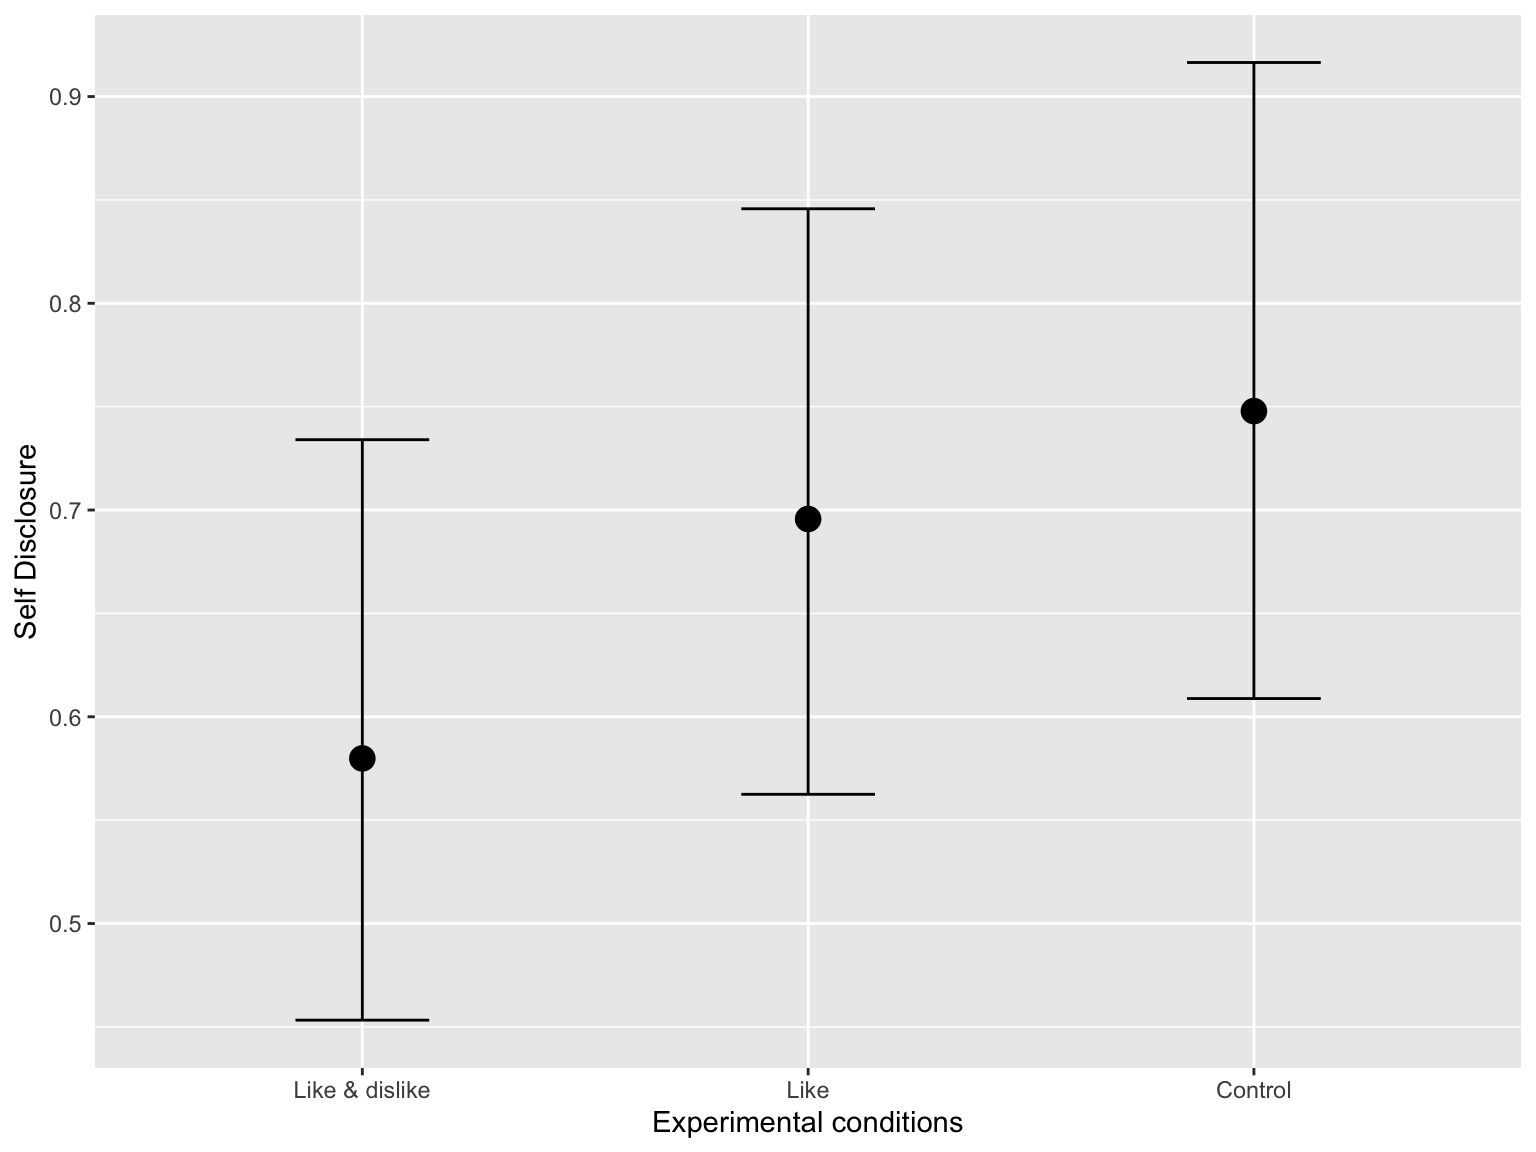 0.9
0.8
0.7
0.6
0.5
Self Disclosure
Like & dislike
Like
Control
Experimental conditions